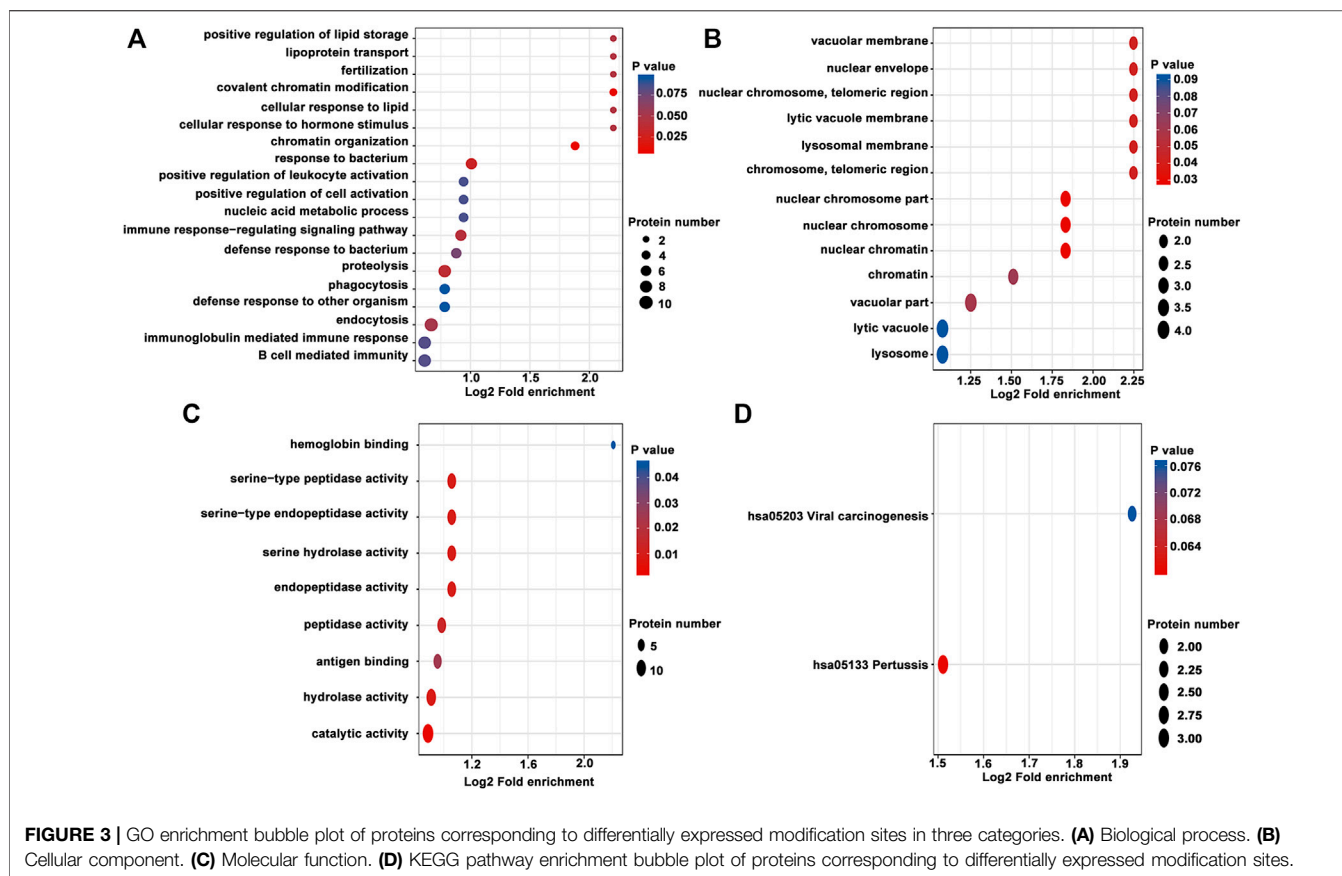 A
positive regulation of lipid storage
lipoprotein transport
fertilization
covalent chromatin modification
cellular response to lipid
cellular response to hormone stimulus
chromatin organization
response to bacterium
positive regulation of leukocyte activation
positive regulation of cell activation
nucleic acid metabolic process
immune response−regulating signaling pathway
defense response to bacterium
proteolysis
phagocytosis
defense response to other organism
endocytosis
immunoglobulin mediated immune response
B cell mediated immunity
1.0 1.5 2.0
Log2 Fold enrichment
P value
0.075
0.050
0.025
Protein number
2
4
6
8
10
B
vacuolar membrane
nuclear envelope
nuclear chromosome, telomeric region
lytic vacuole membrane
lysosomal membrane
chromosome, telomeric region
nuclear chromosome part
nuclear chromosome
nuclear chromatin
chromatin
vacuolar part
lytic vacuole
lysosome
1.25 1.50 1.75 2.00 2.25
Log2 Fold enrichment
P value
0.09
0.08
0.07
0.06
0.05
0.04
0.03
Protein number
2.0
2.5
3.0
3.5
4.0
C
hemoglobin binding
serine−type peptidase activity
serine−type endopeptidase activity
serine hydrolase activity
endopeptidase activity
peptidase activity
antigen binding
hydrolase activity
catalytic activity
1.2 1.6 2.0
Log2 Fold enrichment
P value
0.04
0.03
0.02
0.01
Protein number
5
10
D
hsa05203 Viral carcinogenesis
hsa05133 Pertussis
1.5 1.6 1.7 1.8 1.9
Log2 Fold enrichment
P value
0.076
0.072
0.068
0.064
Protein number
2.00
2.25
2.50
2.75
3.00
FIGURE 3 | GO enrichment bubble plot of proteins corresponding to differentially expressed modification sites in three categories. (A) Biological process. (B)
Cellular component. (C) Molecular function. (D) KEGG pathway enrichment bubble plot of proteins corresponding to differentially expressed modification sites.